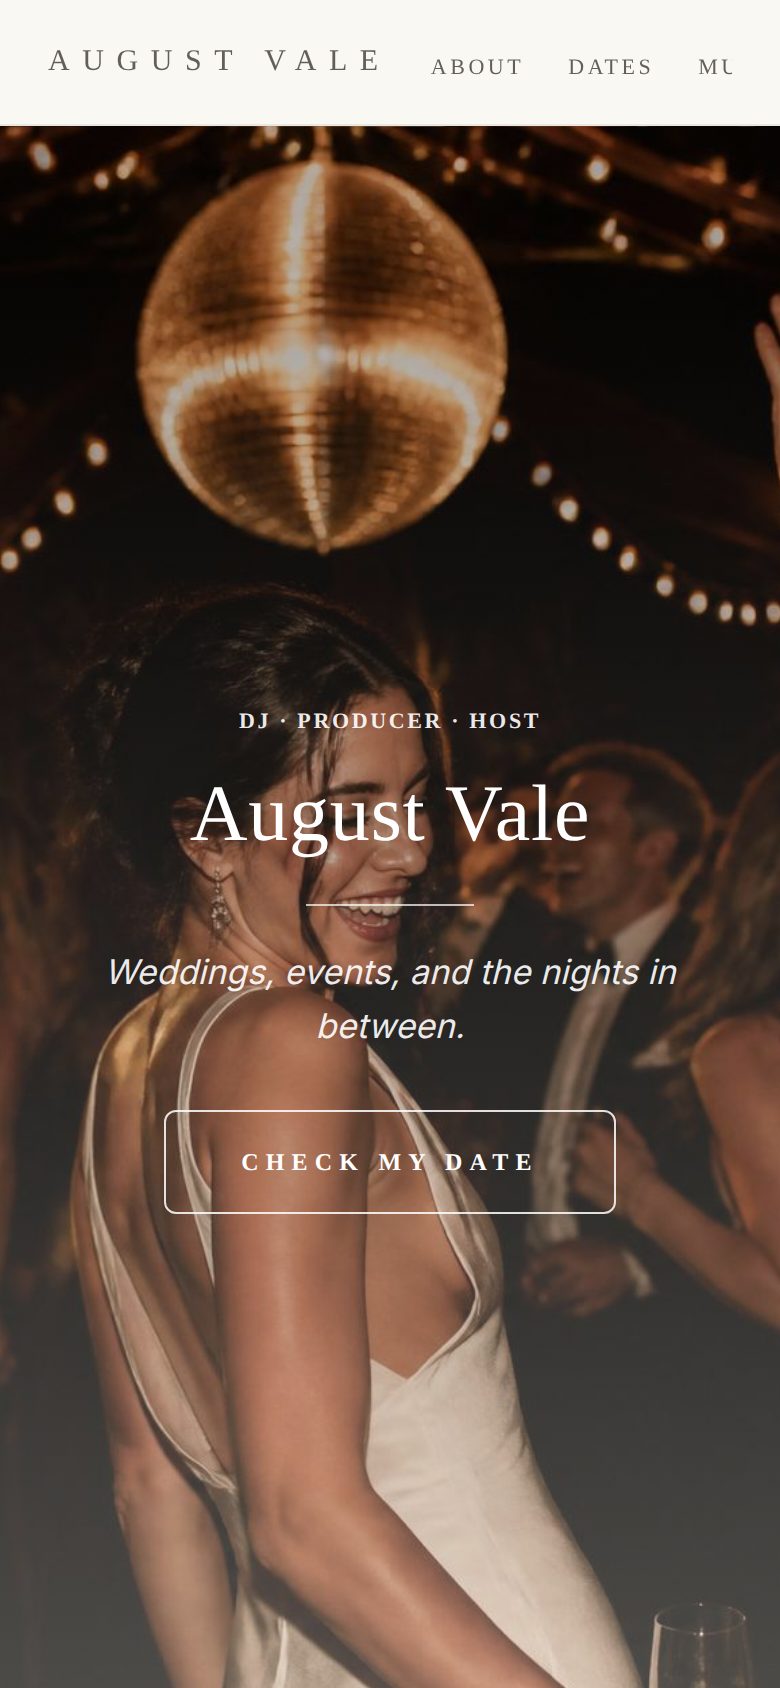 AUGUST VALE ABOUT DATES
DJ · PRODUCER · HOST
August Vale
Weddings, events, and the nights in
between.
CHECK MY DATE